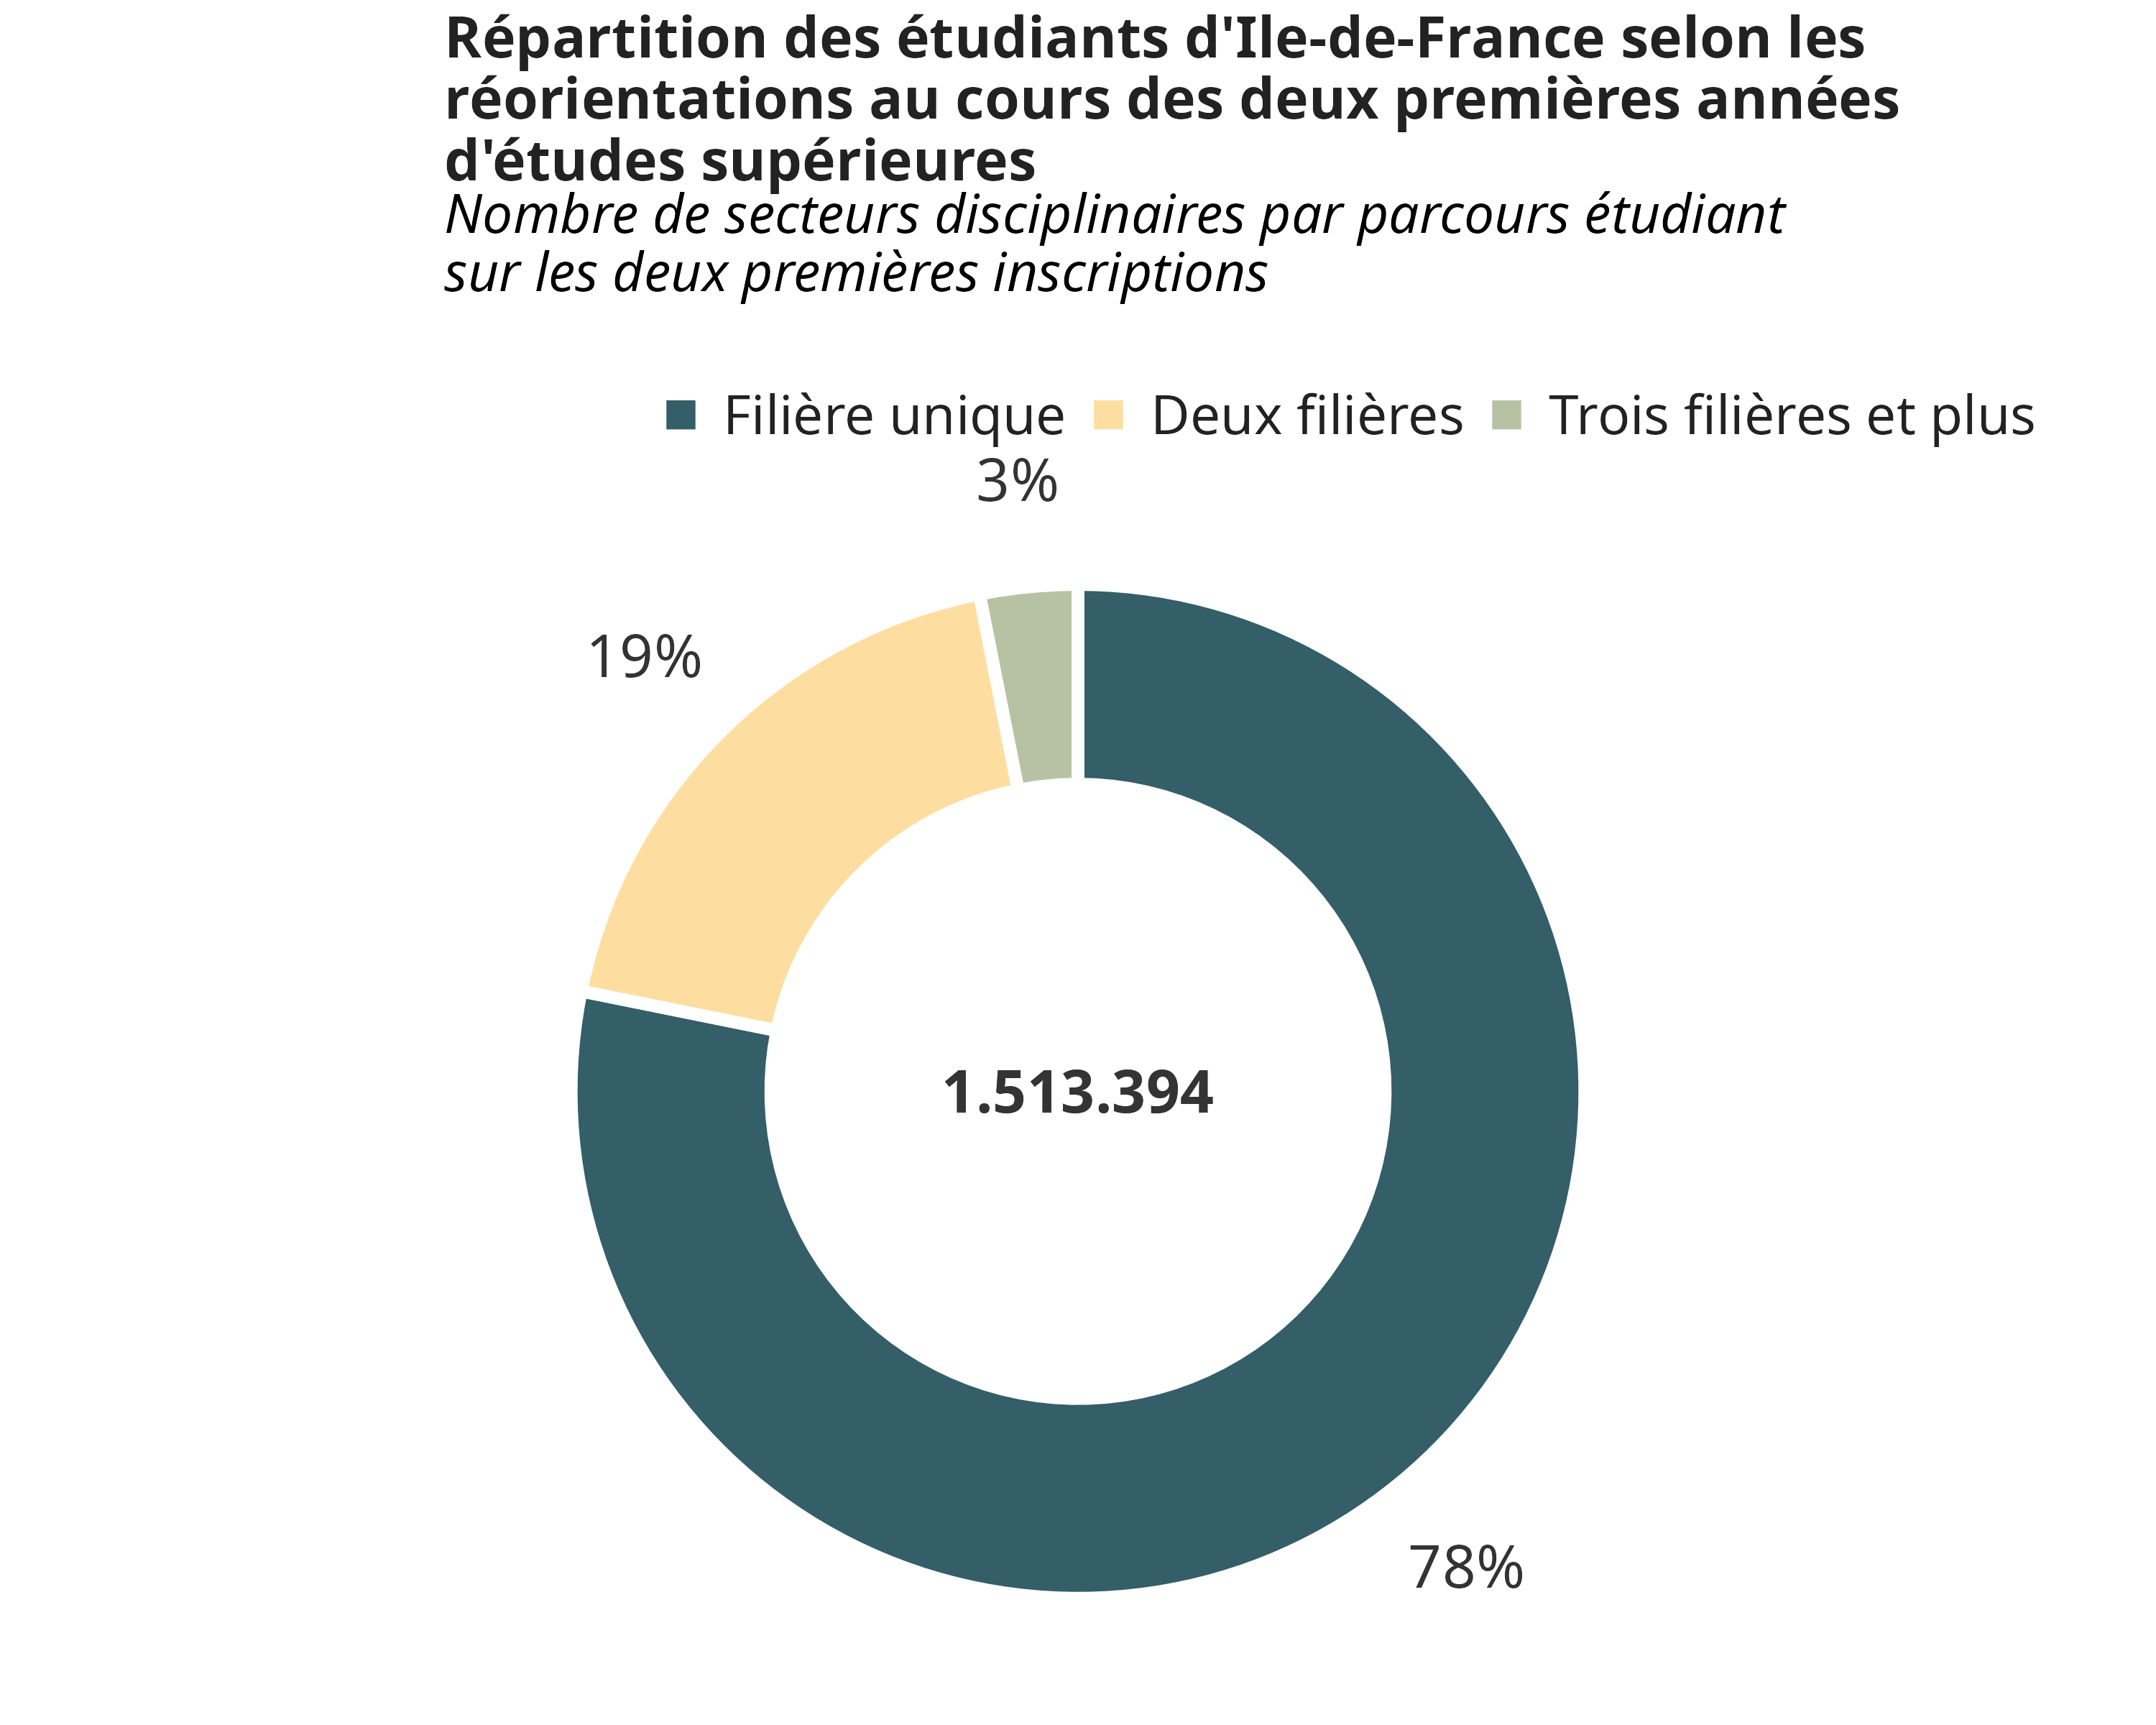 Répartition des étudiants d'Ile-de-France selon les
réorientations au cours des deux premières années
d'études supérieures
Nombre de secteurs disciplinaires par parcours étudiant
sur les deux premières inscriptions
Filière unique Deux filières Trois filières et plus
3%
19%
1.513.394
78%